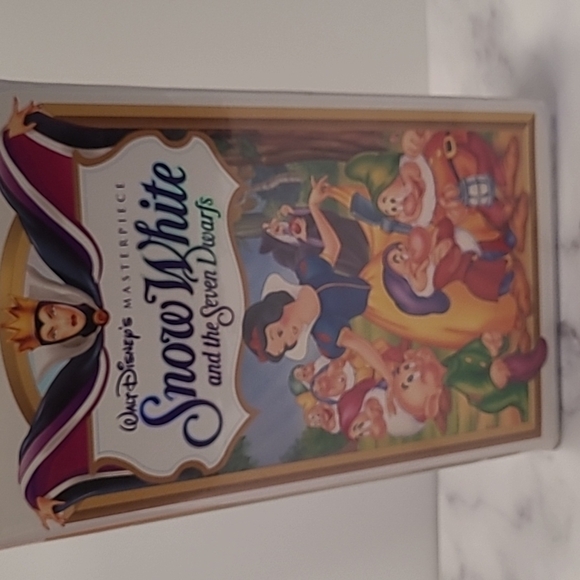 WALT DISNEY'S MASTERPIECE
Snow White
and the Seven Dwarfs